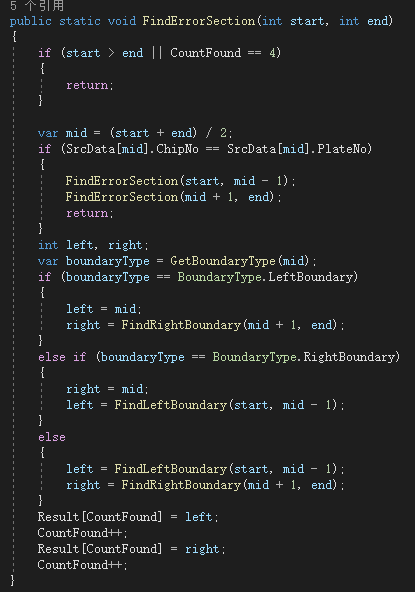 5 个引用
public static void FindErrorSection(int start, int end)
{
    if (start > end || CountFound == 4)
    {
        return;
    }

    var mid = (start + end) / 2;
    if (SrcData[mid].ChipNo == SrcData[mid].PlateNo)
    {
        FindErrorSection(start, mid - 1);
        FindErrorSection(mid + 1, end);
        return;
    }
    int left, right;
    var boundaryType = GetBoundaryType(mid);
    if (boundaryType == BoundaryType.LeftBoundary)
    {
        left = mid;
        right = FindRightBoundary(mid + 1, end);
    }
    else if (boundaryType == BoundaryType.RightBoundary)
    {
        right = mid;
        left = FindLeftBoundary(start, mid - 1);
    }
    else
    {
        left = FindLeftBoundary(start, mid - 1);
        right = FindRightBoundary(mid + 1, end);
    }
    Result[CountFound] = left;
    CountFound++;
    Result[CountFound] = right;
    CountFound++;
}